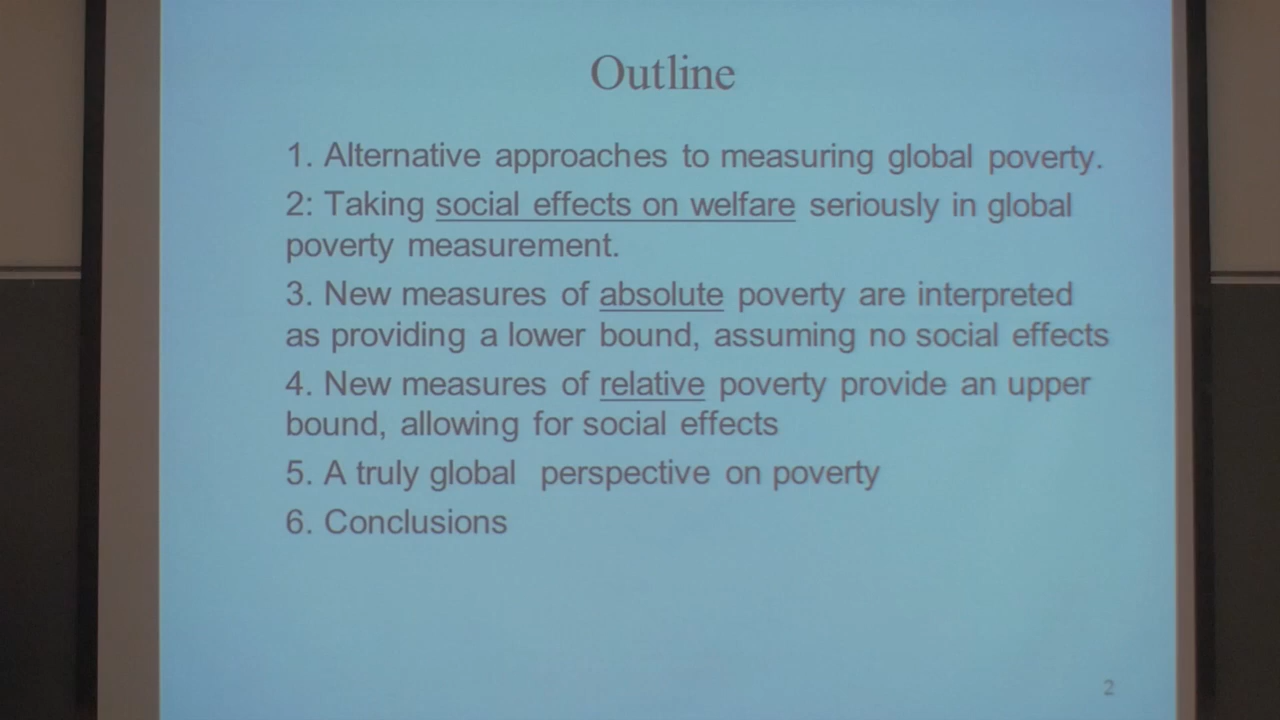 Outline
1. Alternative approaches to measuring global poverty.
2: Taking social effects on welfare seriously in global
poverty measurement.
3. New measures of absolute poverty are interpreted
as providing a lower bound, assuming no social effects
4. New measures of relative poverty provide an upper
bound, allowing for social effects
5. A truly global  perspective on poverty
6. Conclusions
2